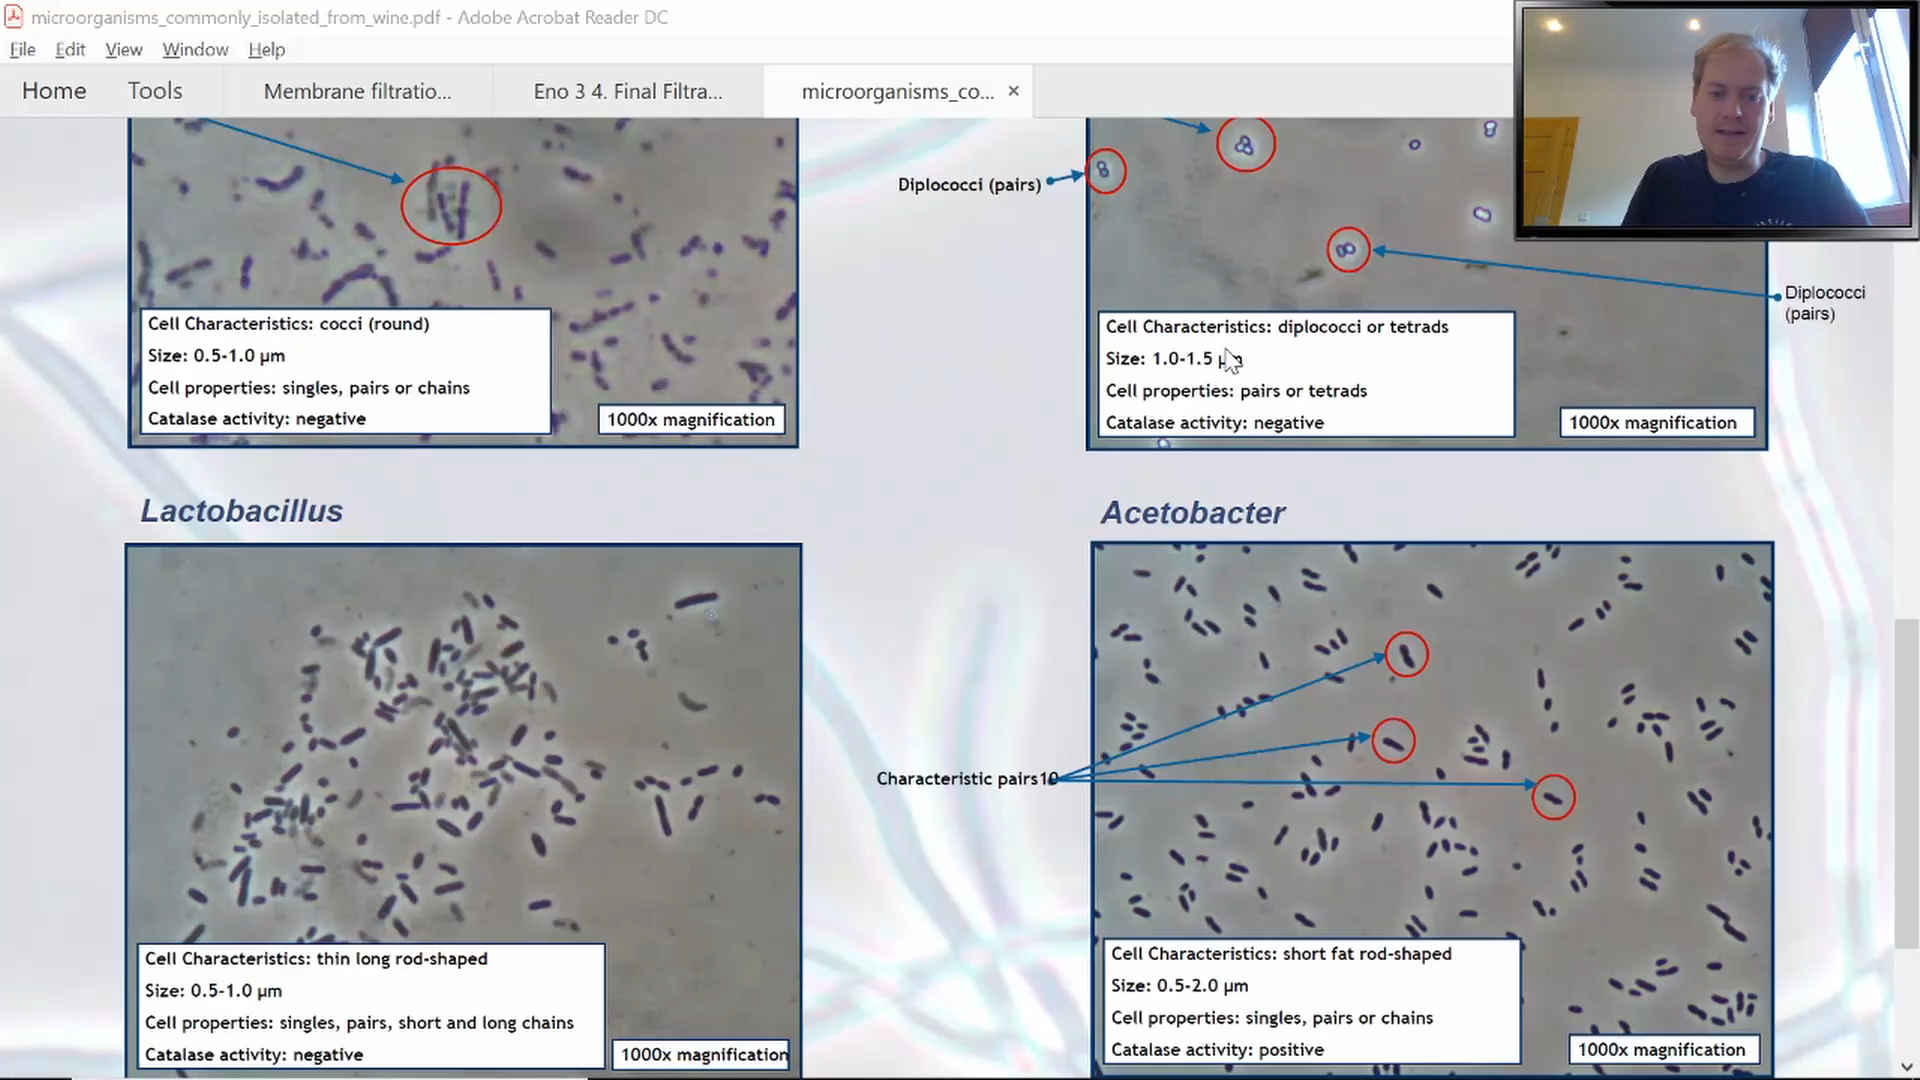 microorganisms_commonly_isolated_from_wine.pdf - Adobe Acrobat Reader DC
File Edit View Window Help
Home Tools Membrane filtratio... Eno 3 4. Final Filtra... microorganisms_co... ×
Diplococci (pairs)
Diplococci
(pairs)
Cell Characteristics: cocci (round)
Size: 0.5-1.0 µm
Cell properties: singles, pairs or chains
Catalase activity: negative
1000x magnification
Cell Characteristics: diplococci or tetrads
Size: 1.0-1.5 µm
Cell properties: pairs or tetrads
Catalase activity: negative
1000x magnification
Lactobacillus
Acetobacter
Characteristic pairs10
Cell Characteristics: thin long rod-shaped
Size: 0.5-1.0 µm
Cell properties: singles, pairs, short and long chains
Catalase activity: negative
1000x magnification
Cell Characteristics: short fat rod-shaped
Size: 0.5-2.0 µm
Cell properties: singles, pairs or chains
Catalase activity: positive
1000x magnification